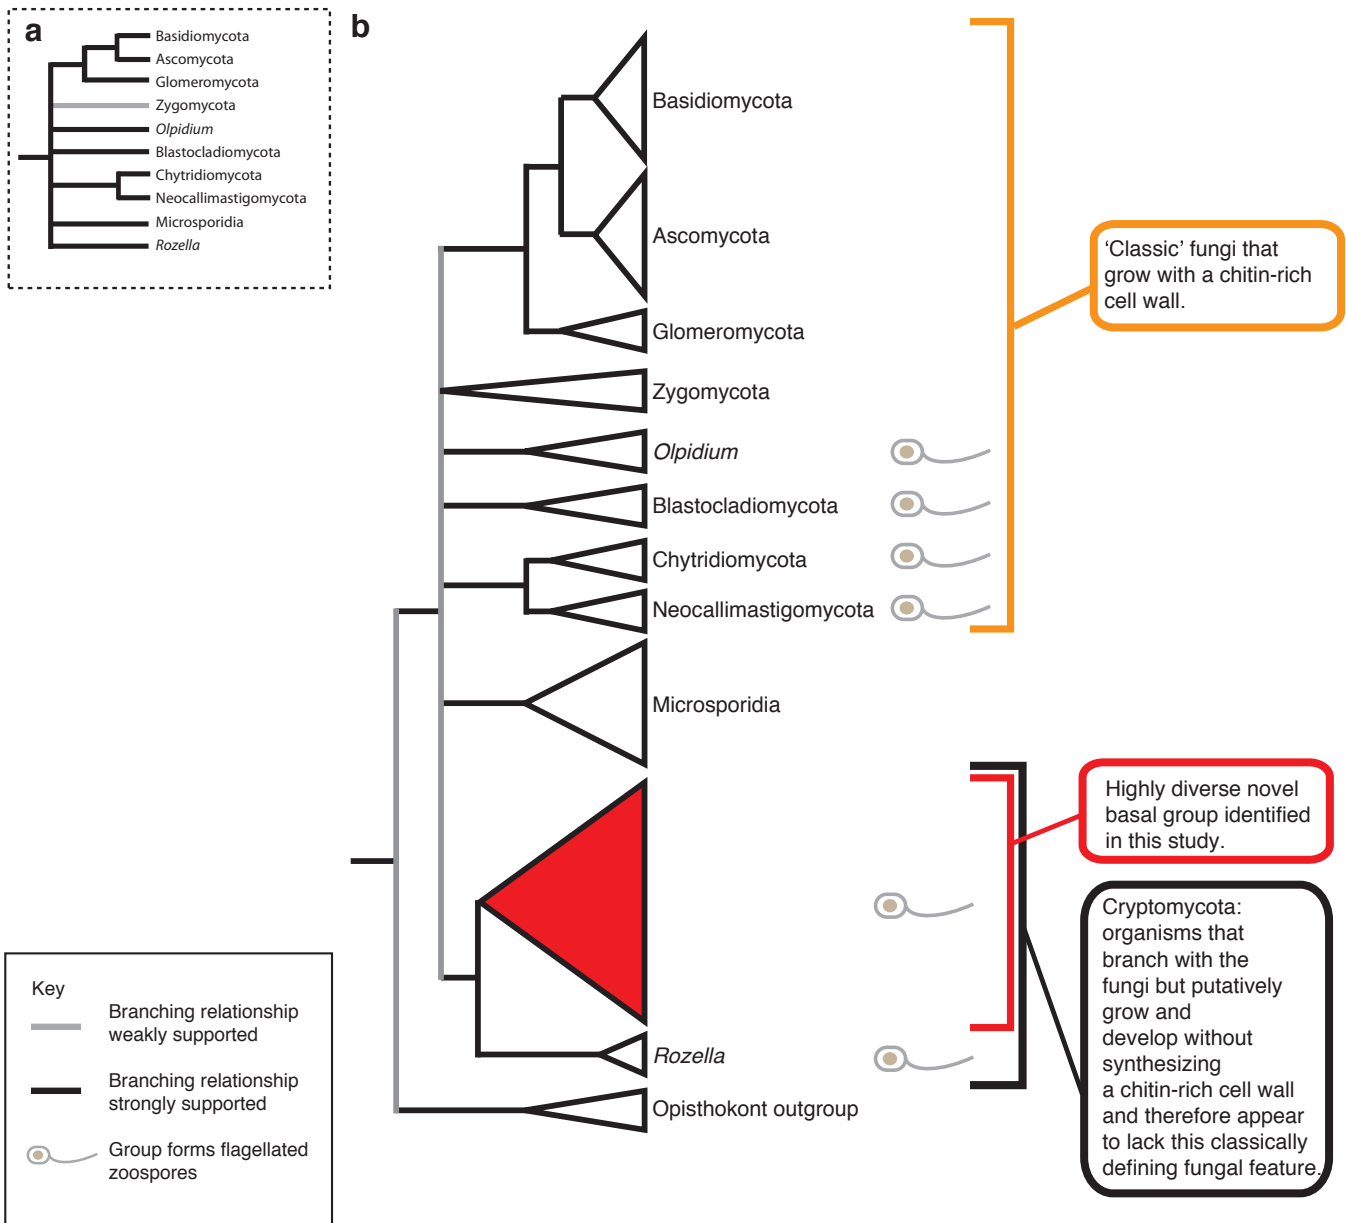 a
Basidiomycota
Ascomycota
Glomeromycota
Zygomycota
Olpidium
Blastocladiomycota
Chytridiomycota
Neocallimastigomycota
Microsporidia
Rozella
b
Basidiomycota
Ascomycota
Glomeromycota
Zygomycota
Olpidium
Blastocladiomycota
Chytridiomycota
Neocallimastigomycota
Microsporidia
Rozella
Opisthokont outgroup
‘Classic’ fungi that
grow with a chitin-rich
cell wall.
Highly diverse novel
basal group identified
in this study.
Cryptomycota:
organisms that
branch with the
fungi but putatively
grow and
develop without
synthesizing
a chitin-rich cell wall
and therefore appear
to lack this classically
defining fungal feature.
Key
Branching relationship
weakly supported
Branching relationship
strongly supported
Group forms flagellated
zoospores